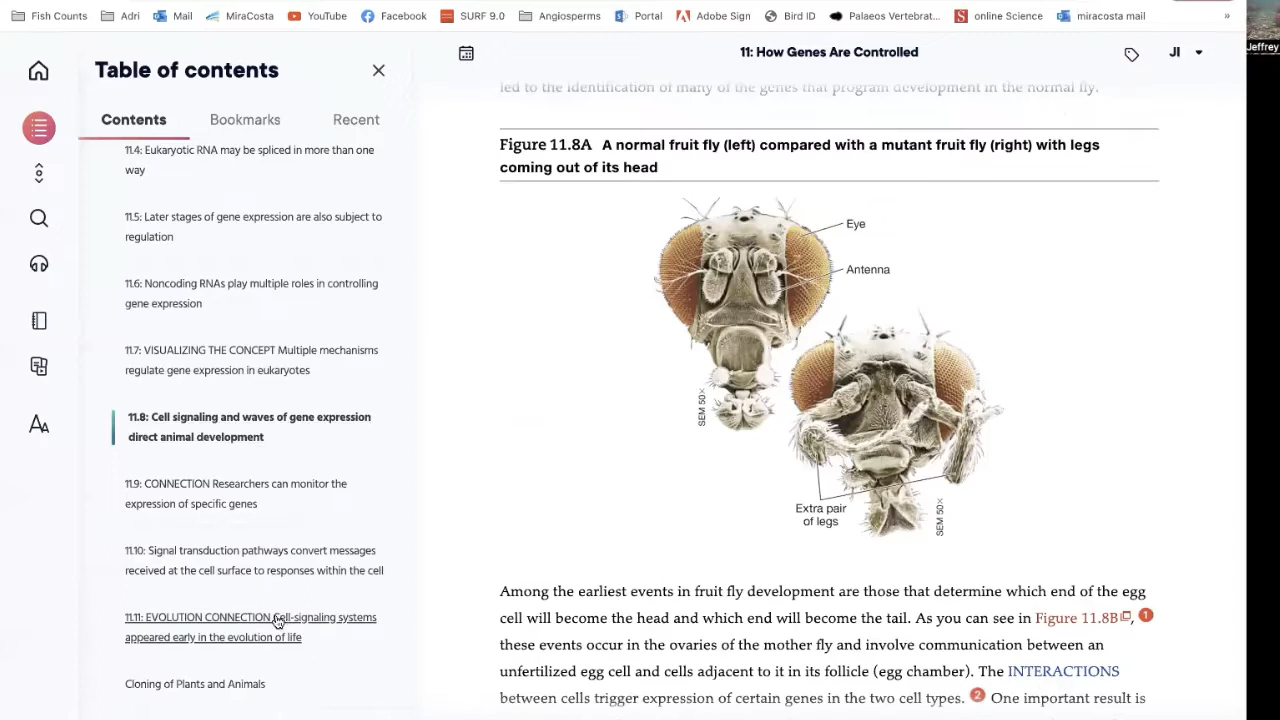 Fish Counts Adri Mail MiraCosta YouTube Facebook SURF 9.0 Angiosperms Portal Adobe Sign Bird ID Palaeos Vertebrat... online Science miracosta mail »
Jeffrey
Table of contents
Contents Bookmarks Recent
11.4: Eukaryotic RNA may be spliced in more than one
way
11.5: Later stages of gene expression are also subject to
regulation
11.6: Noncoding RNAs play multiple roles in controlling
gene expression
11.7: VISUALIZING THE CONCEPT Multiple mechanisms
regulate gene expression in eukaryotes
11.8: Cell signaling and waves of gene expression
direct animal development
11.9: CONNECTION Researchers can monitor the
expression of specific genes
11.10: Signal transduction pathways convert messages
received at the cell surface to responses within the cell
11.11: EVOLUTION CONNECTION Cell-signaling systems
appeared early in the evolution of life
Cloning of Plants and Animals
11: How Genes Are Controlled
JI
led to the identification of many of the genes that program development in the normal fly.
Figure 11.8A A normal fruit fly (left) compared with a mutant fruit fly (right) with legs
coming out of its head
Eye
Antenna
SEM 50×
Extra pair
of legs
SEM 50×
Among the earliest events in fruit fly development are those that determine which end of the egg
cell will become the head and which end will become the tail. As you can see in Figure 11.8B, 1
these events occur in the ovaries of the mother fly and involve communication between an
unfertilized egg cell and cells adjacent to it in its follicle (egg chamber). The INTERACTIONS
between cells trigger expression of certain genes in the two cell types. 2 One important result is